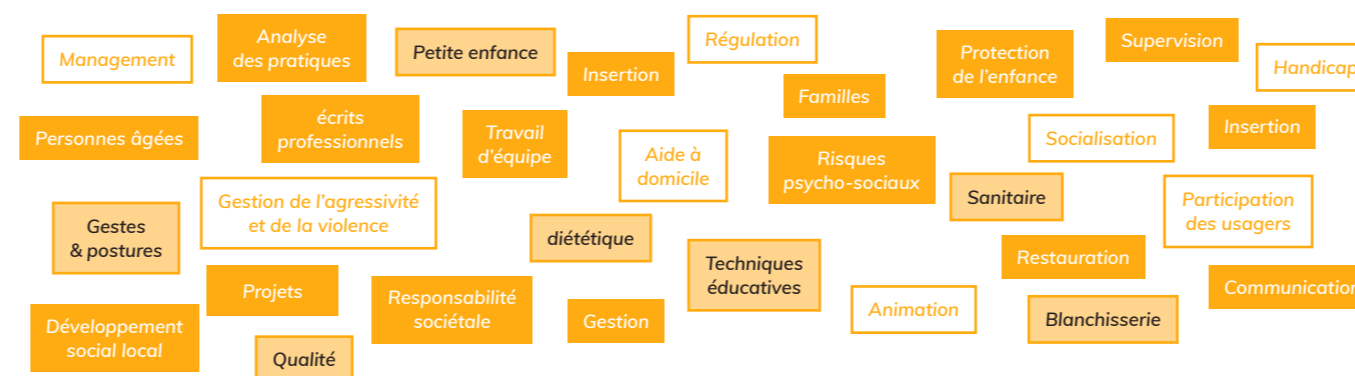 Management
Analyse
des pratiques
Petite enfance
Insertion
Régulation
Familles
Protection
de l'enfance
Supervision
Handicap
Personnes âgées
écrits
professionnels
Travail
d'équipe
Aide à
domicile
Risques
psycho-sociaux
Socialisation
Insertion
Gestes
& postures
Gestion de l'agressivité
et de la violence
diététique
Techniques
éducatives
Sanitaire
Participation
des usagers
Restauration
Communication
Développement
social local
Projets
Qualité
Responsabilité
sociétale
Gestion
Animation
Blanchisserie